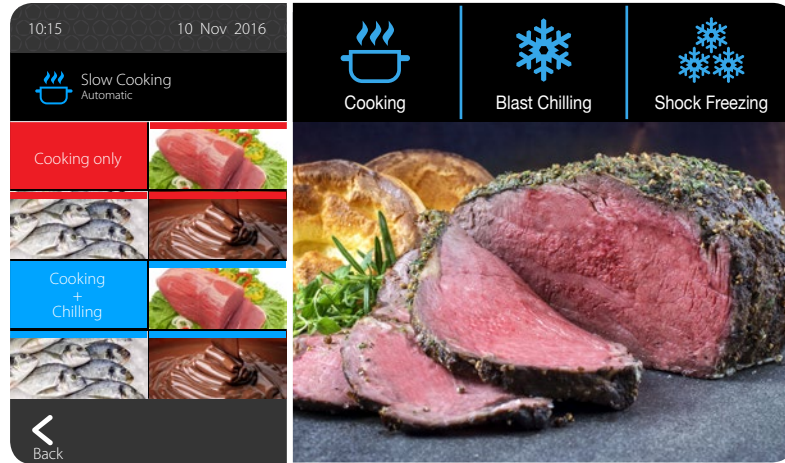 10:15
10 Nov 2016
Slow Cooking
Automatic
Cooking only
Cooking
+
Chilling
Back
Cooking
Blast Chilling
Shock Freezing